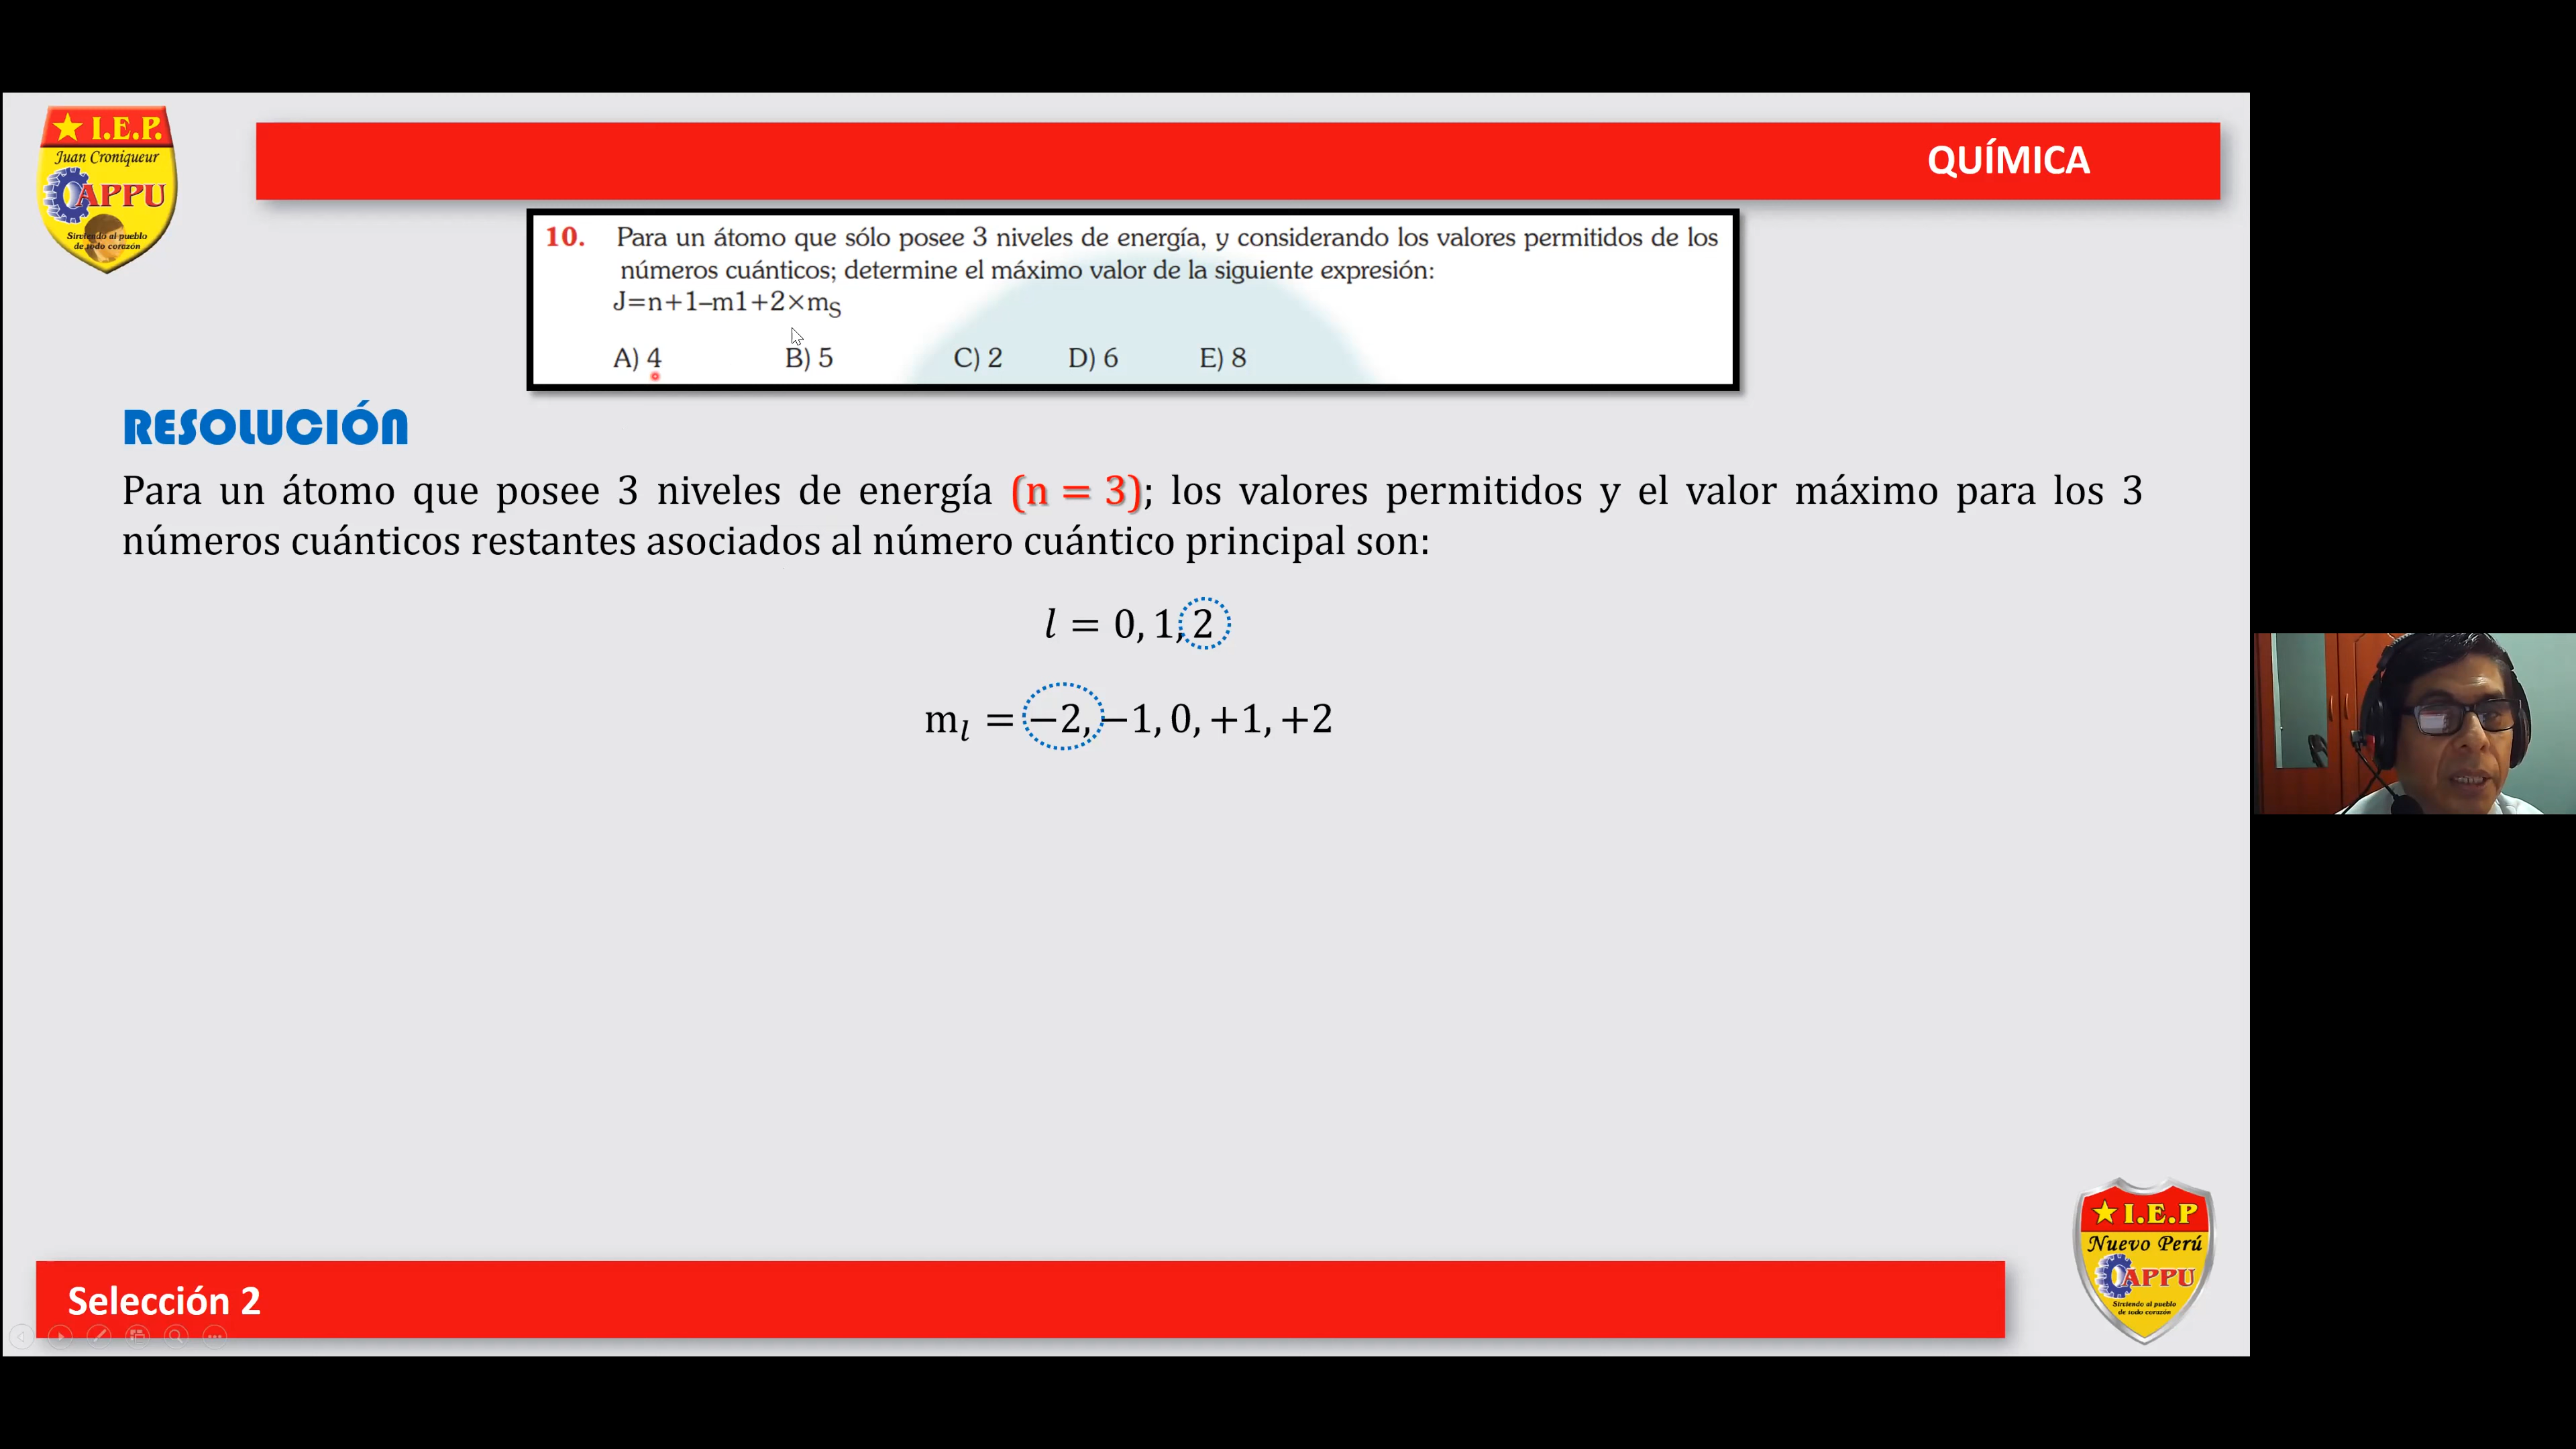 ★ I.E.P.
Juan Croniqueur
APPU
Sirviendo al pueblo
de todo corazón
QUÍMICA
10. Para un átomo que sólo posee 3 niveles de energía, y considerando los valores permitidos de los
números cuánticos; determine el máximo valor de la siguiente expresión:
J=n+1–m1+2×mS
A) 4 B) 5 C) 2 D) 6 E) 8
RESOLUCIÓN
Para un átomo que posee 3 niveles de energía (n = 3); los valores permitidos y el valor máximo para los 3
números cuánticos restantes asociados al número cuántico principal son:
l = 0, 1, 2
ml = −2, −1, 0, +1, +2
★ I.E.P
Nuevo Perú
APPU
Sirviendo al pueblo
de todo corazón
Selección 2